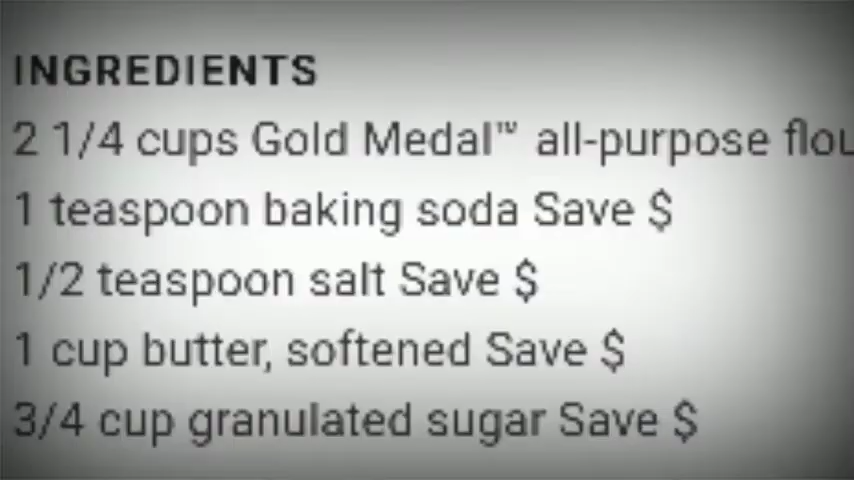 INGREDIENTS
2 1/4 cups Gold Medal™ all-purpose flou
1 teaspoon baking soda Save $
1/2 teaspoon salt Save $
1 cup butter, softened Save $
3/4 cup granulated sugar Save $